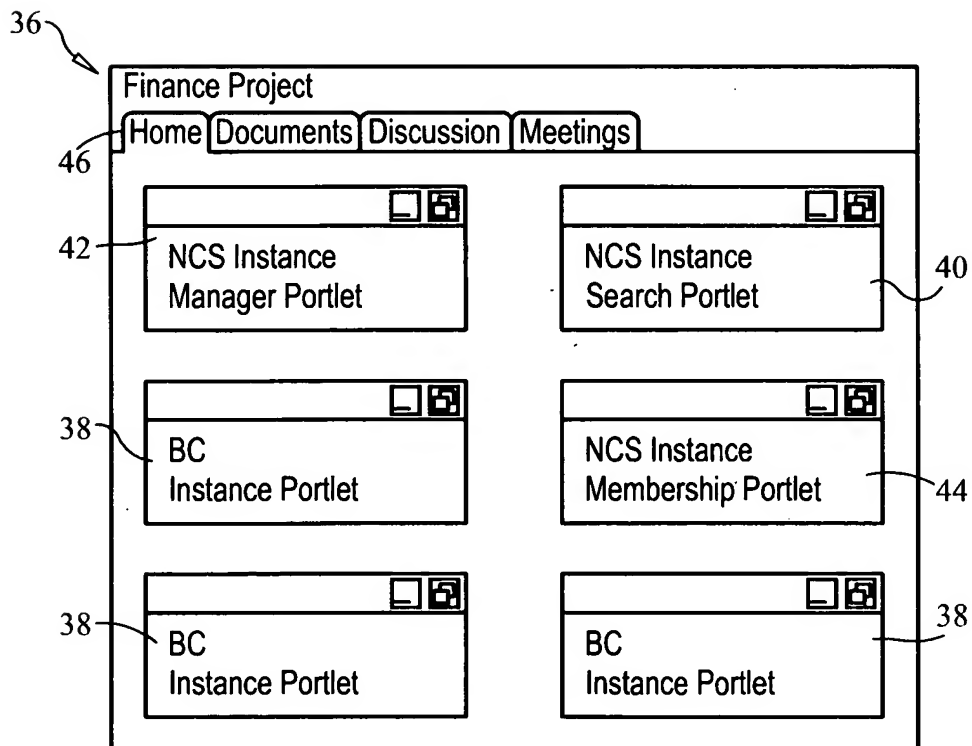 36
Finance Project
Home Documents Discussion Meetings
46
42
NCS Instance
Manager Portlet
NCS Instance
Search Portlet
40
38
BC
Instance Portlet
NCS Instance
Membership Portlet
44
38
BC
Instance Portlet
BC
Instance Portlet
38